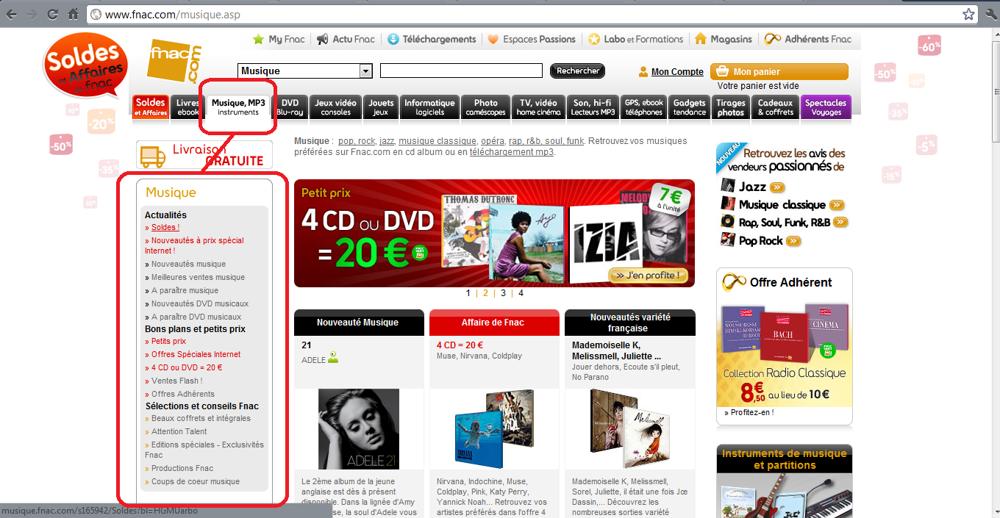 www.fnac.com/musique.asp
Soldes
et Affaires
fnac
fnac
.com
My Fnac
Actu Fnac
Téléchargements
Espaces Passions
Labo et Formations
Magasins
Adhérents Fnac
-60%
-50%
-10%
-35%
-5%
-15%
-10%
-20%
-50%
-35%
-10%
Musique
Rechercher
Mon Compte
Mon panier
Votre panier est vide
Soldes
et Affaires
Livres
ebook
Musique, MP3
instruments
DVD
Blu-ray
Jeux vidéo
consoles
Jouets
jeux
Informatique
logiciels
Photo
caméscopes
TV, vidéo
home cinéma
Son, hi-fi
Lecteurs MP3
GPS, ebook
téléphones
Gadgets
tendance
Tirages
photos
Cadeaux
& coffrets
Spectacles
Voyages
Livraison
GRATUITE
Musique
Actualités
» Soldes !
» Nouveautés à prix spécial
Internet !
» Nouveautés musique
» Meilleures ventes musique
» A paraître musique
» Nouveautés DVD musicaux
» A paraître DVD musicaux
Bons plans et petits prix
» Petits prix
» Offres Spéciales Internet
» 4 CD ou DVD = 20 €
» Ventes Flash !
» Offres Adhérents
Sélections et conseils Fnac
» Beaux coffrets et intégrales
» Attention Talent
» Editions spéciales - Exclusivités
Fnac
» Productions Fnac
» Coups de coeur musique
musique.fnac.com/s165942/Soldes?bl=HGMUarbo
Musique : pop, rock, jazz, musique classique, opéra, rap, r&b, soul, funk. Retrouvez vos musiques
préférées sur Fnac.com en cd album ou en téléchargement mp3.
Petit prix
4 CD OU DVD
= 20 €
PRIX
VERT
THOMAS DUTRONC
Ayo
IZIA
MELODY
7€
à l'unité
» J'en profite !
1 | 2 | 3 | 4
Nouveauté Musique
21
ADELE
ADELE 21
Le 2ème album de la jeune
anglaise est dès à présent
disponible. Dans la lignée d'Amy
se, la soul d'Adele vous
Affaire de Fnac
4 CD = 20 €
Muse, Nirvana, Coldplay
NIRVANA
Nirvana, Indochine, Muse,
Coldplay, Pink, Katy Perry,
Yannick Noah... Retrouvez vos
artistes préférés dans l'offre 4
Nouveautés variété
française
Mademoiselle K,
Melissmell, Juliette ...
Jouer dehors, Ecoute s'il pleut,
No Parano
Melissmell
Mademoiselle K, Melissmell,
Sorel, Juliette, il était une fois Joe
Dassin,... Découvrez les
nombreuses sorties variété
NOUVEAU
Retrouvez les avis des
vendeurs passionnés de
Jazz »
Musique classique »
Rap, Soul, Funk, R&B »
Pop Rock »
Offre Adhérent
MOUSSORGSKI
RIMSKI-KORSAKOV
BORODINE
BACH
CINEMA
PRIX
VERT
Collection Radio Classique
8€,50 au lieu de 10€
» Profitez-en !
Instruments de musique
et partitions